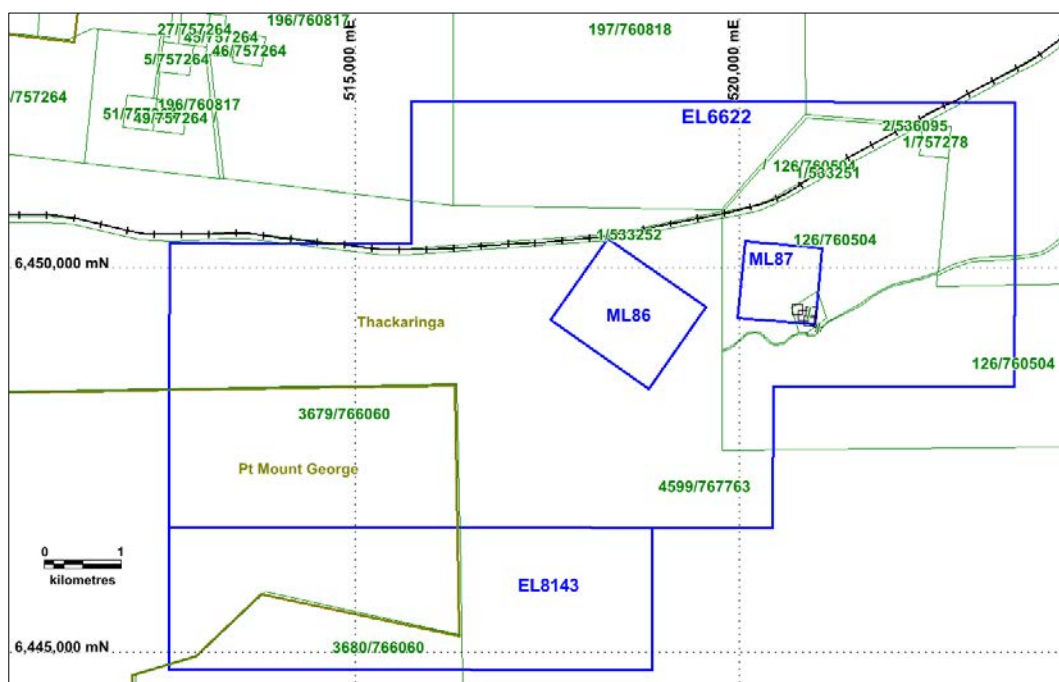 196/760817
27/757264
45/757264
46/757264
197/760818
5/757264
/757264
196/760817
51/757264
49/757264
515,000 mE
520,000 mE
EL6622
2/536095
1/757278
126/760504
1/533251
1/533252
126/760504
6,450,000 mN
ML87
ML86
Thackaringa
126/760504
3679/766060
Pt Mount George
4599/767763
0 1
kilometres
EL8143
6,445,000 mN
3680/766060